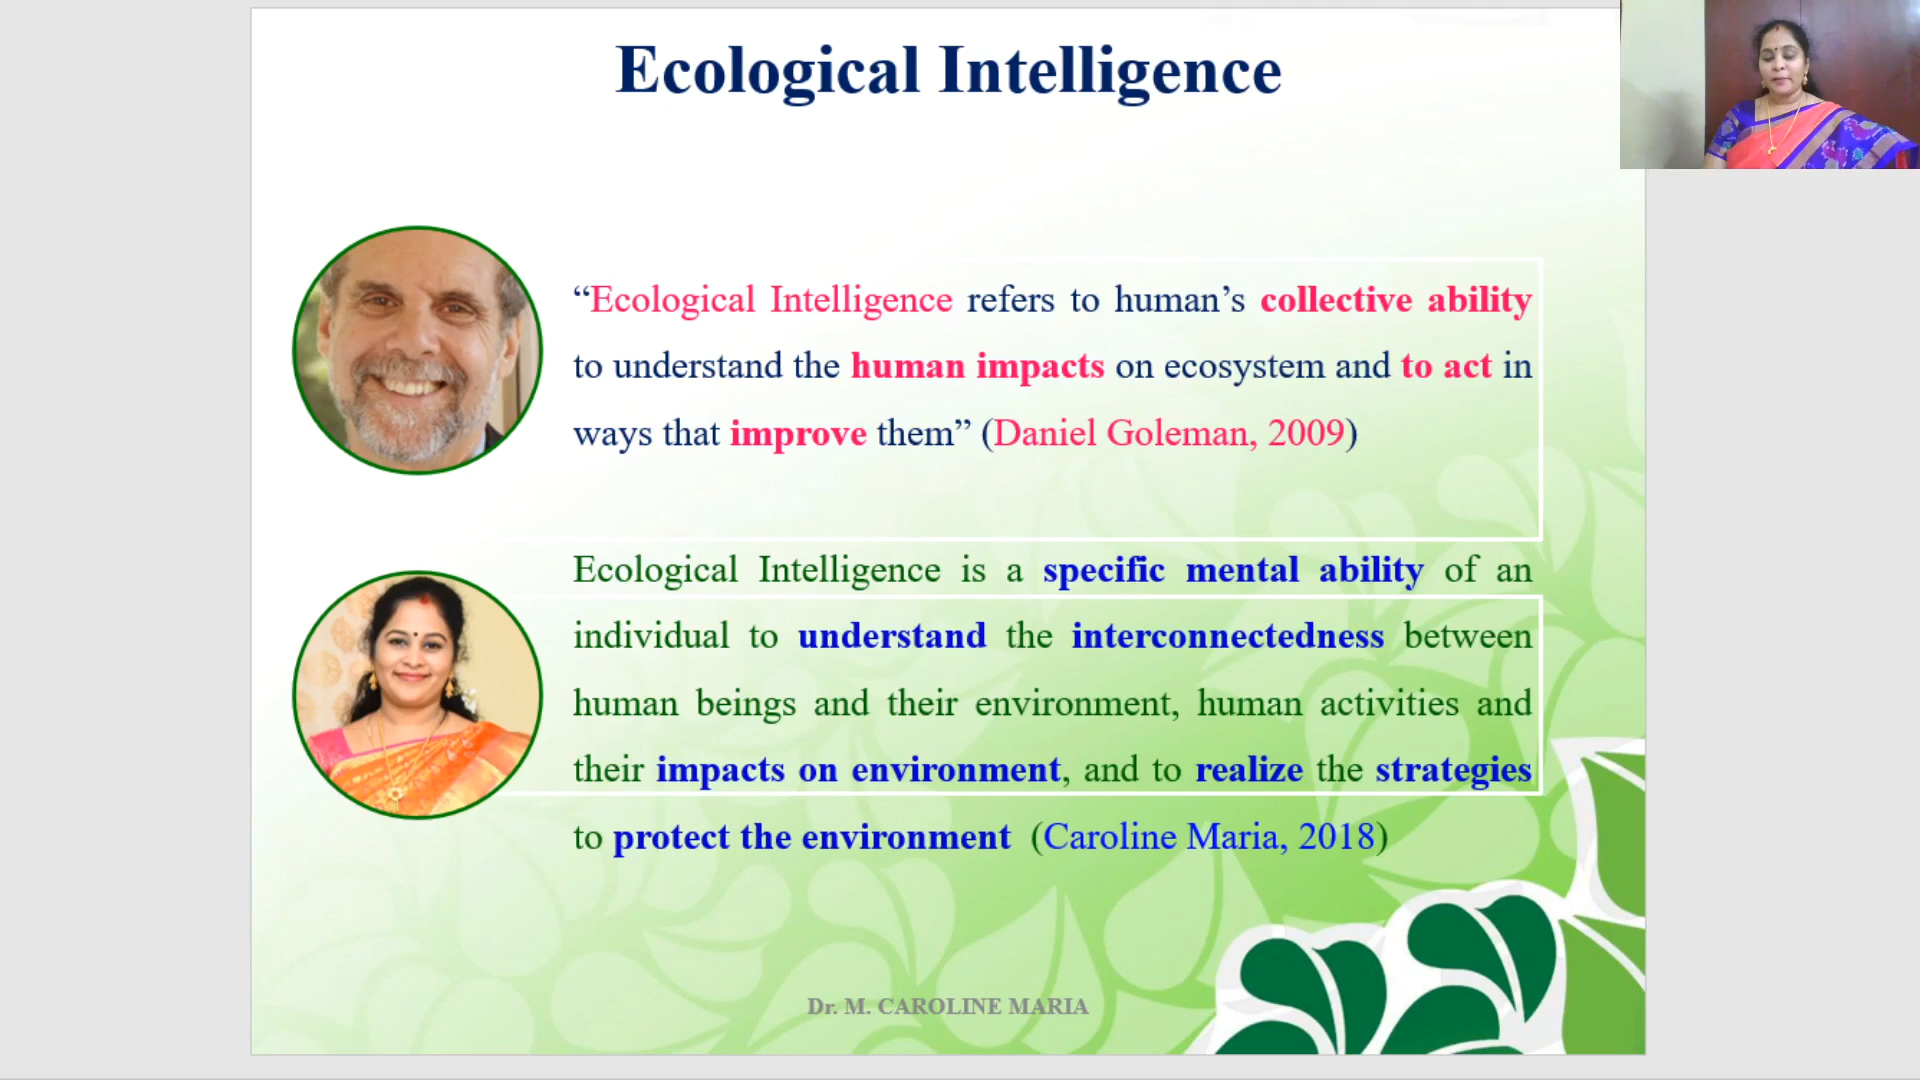 Ecological Intelligence
“Ecological Intelligence refers to human’s collective ability
to understand the human impacts on ecosystem and to act in
ways that improve them” (Daniel Goleman, 2009)
Ecological Intelligence is a specific mental ability of an
individual to understand the interconnectedness between
human beings and their environment, human activities and
their impacts on environment, and to realize the strategies
to protect the environment (Caroline Maria, 2018)
Dr. M. CAROLINE MARIA